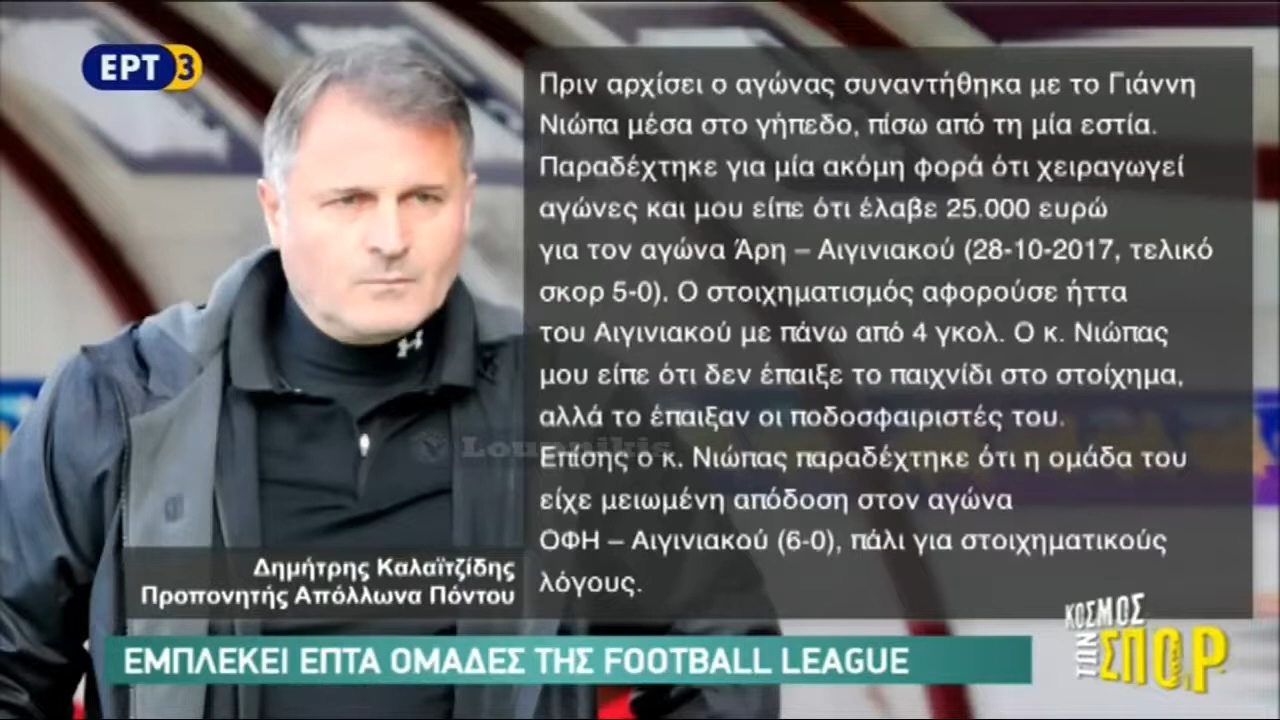 ΕΡΤ3
Πριν αρχίσει ο αγώνας συναντήθηκα με το Γιάννη
Νιώπα μέσα στο γήπεδο, πίσω από τη μία εστία.
Παραδέχτηκε για μία ακόμη φορά ότι χειραγωγεί
αγώνες και μου είπε ότι έλαβε 25.000 ευρώ
για τον αγώνα Άρη – Αιγινιακού (28-10-2017, τελικό
σκορ 5-0). Ο στοιχηματισμός αφορούσε ήττα
του Αιγινιακού με πάνω από 4 γκολ. Ο κ. Νιώπας
μου είπε ότι δεν έπαιξε το παιχνίδι στο στοίχημα,
αλλά το έπαιξαν οι ποδοσφαιριστές του.
Επίσης ο κ. Νιώπας παραδέχτηκε ότι η ομάδα του
είχε μειωμένη απόδοση στον αγώνα
ΟΦΗ – Αιγινιακού (6-0), πάλι για στοιχηματικούς
λόγους.
Loupnikis
Δημήτρης Καλαϊτζίδης
Προπονητής Απόλλωνα Πόντου
ΕΜΠΛΕΚΕΙ ΕΠΤΑ ΟΜΑΔΕΣ ΤΗΣ FOOTBALL LEAGUE
ΚΟΣΜΟΣ
ΤΩΝ
ΣΠΟΡ